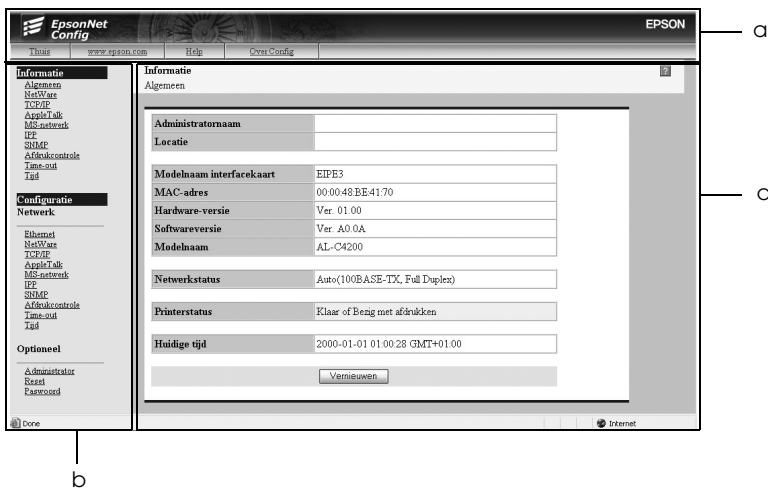 EpsonNet
Config
EPSON
a
Thuis www.epson.com Help Over Config
Informatie
Algemeen
NetWare
TCP/IP
AppleTalk
MS-netwerk
IPP
SNMP
Afdrukcontrole
Time-out
Tijd
Configuratie
Netwerk
Ethernet
NetWare
TCP/IP
AppleTalk
MS-netwerk
IPP
SNMP
Afdrukcontrole
Time-out
Tijd
Optioneel
Administrator
Reset
Paswoord
Informatie
?
Algemeen
Administratornaam
Locatie
Modelnaam interfacekaart EIPE3
MAC-adres 00:00:48:BE:41:70
Hardware-versie Ver. 01.00
Softwareversie Ver. A0.0A
Modelnaam AL-C4200
Netwerkstatus Auto(100BASE-TX, Full Duplex)
Printerstatus Klaar of Bezig met afdrukken
Huidige tijd 2000-01-01 01:00:28 GMT+01:00
Vernieuwen
c
Done Internet
b